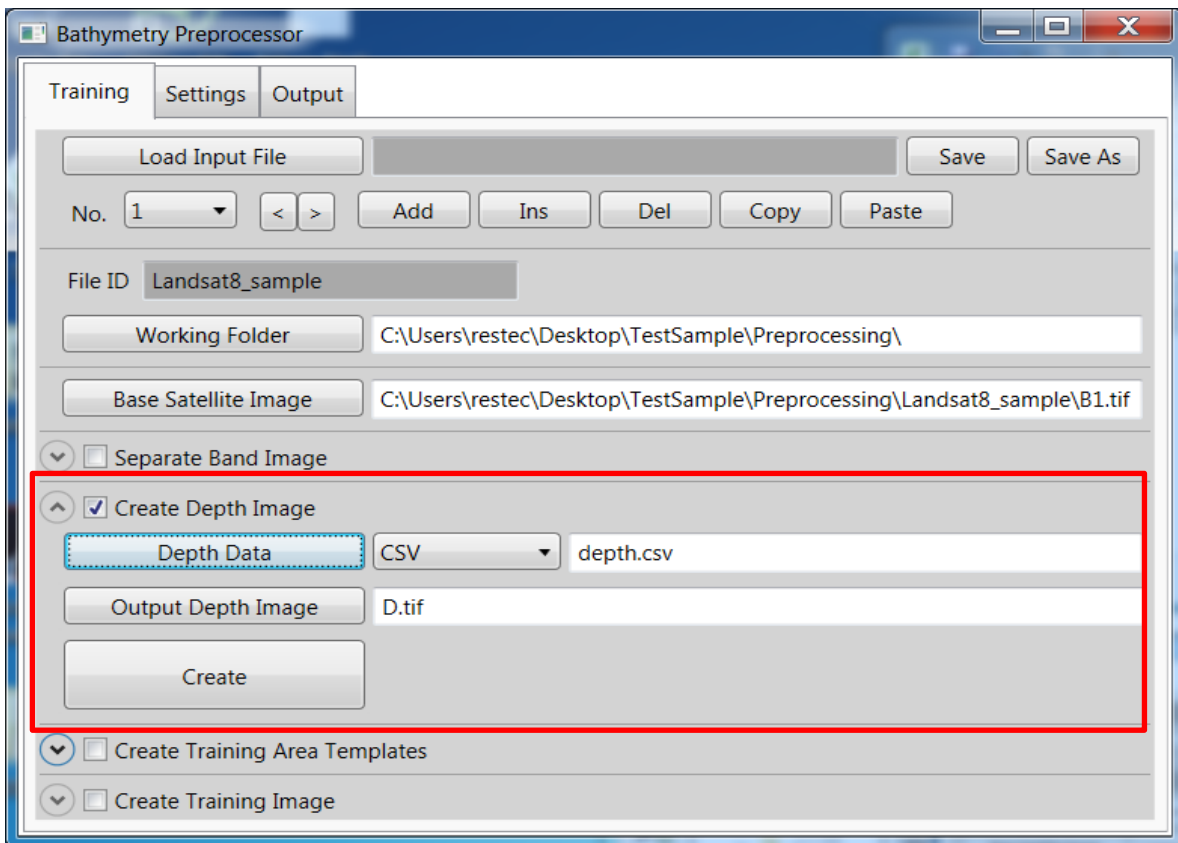 Bathymetry Preprocessor
Training Settings Output
Load Input File Save Save As
No. 1 < > Add Ins Del Copy Paste
File ID Landsat8_sample
Working Folder C:\Users\restec\Desktop\TestSample\Preprocessing\
Base Satellite Image C:\Users\restec\Desktop\TestSample\Preprocessing\Landsat8_sample\B1.tif
Separate Band Image
Create Depth Image
Depth Data CSV depth.csv
Output Depth Image D.tif
Create
Create Training Area Templates
Create Training Image